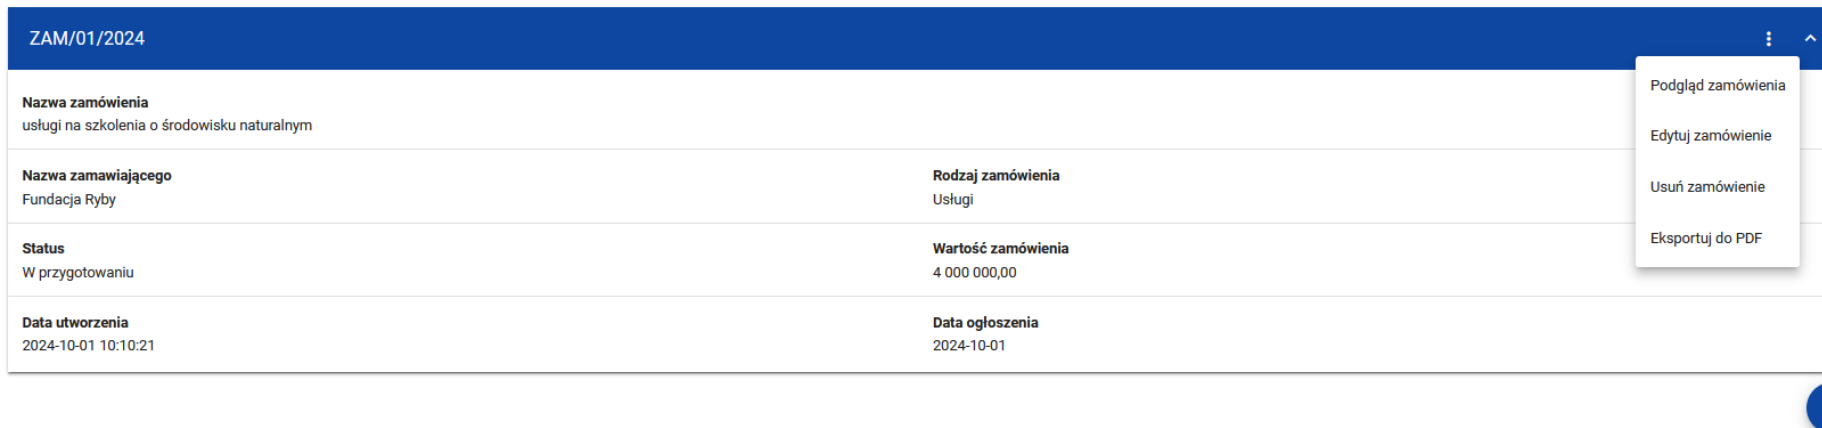 ZAM/01/2024
Podgląd zamówienia
Edytuj zamówienie
Usuń zamówienie
Eksportuj do PDF
Nazwa zamówienia
usługi na szkolenia o środowisku naturalnym
Nazwa zamawiającego
Fundacja Ryby
Rodzaj zamówienia
Usługi
Status
W przygotowaniu
Wartość zamówienia
4 000 000,00
Data utworzenia
2024-10-01 10:10:21
Data ogłoszenia
2024-10-01